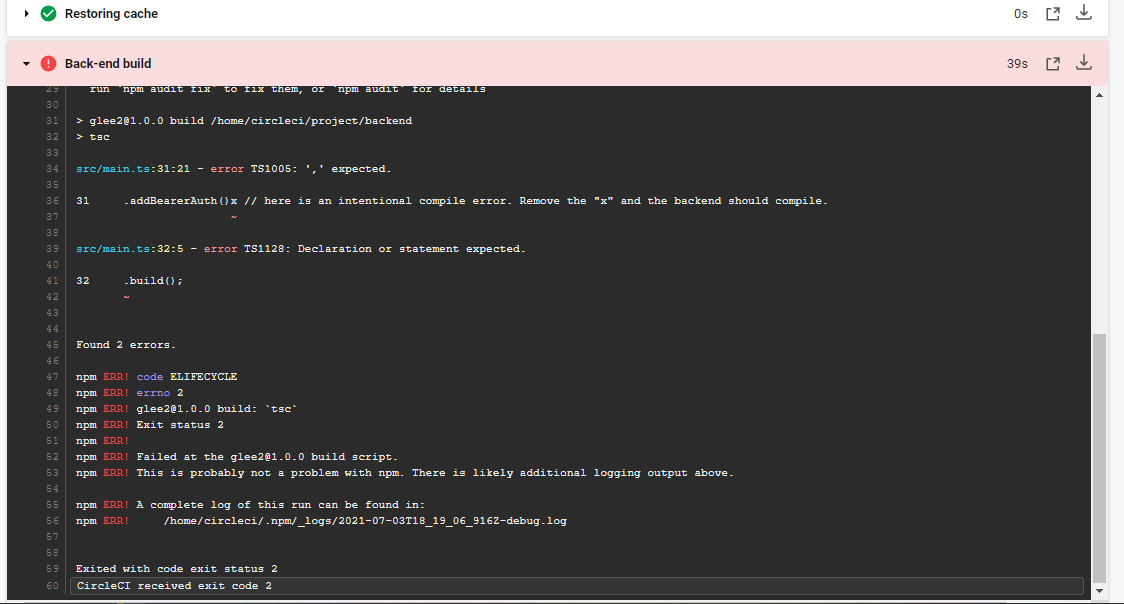 Restoring cache 0s
Back-end build 39s
29 run `npm audit fix` to fix them, or `npm audit` for details
30
31 > glee2@1.0.0 build /home/circleci/project/backend
32 > tsc
33
34 src/main.ts:31:21 - error TS1005: ',' expected.
35
36 31     .addBearerAuth()x // here is an intentional compile error. Remove the "x" and the backend should compile.
37 ~
38
39 src/main.ts:32:5 - error TS1128: Declaration or statement expected.
40
41 32     .build();
42 ~
43
44
45 Found 2 errors.
46
47 npm ERR! code ELIFECYCLE
48 npm ERR! errno 2
49 npm ERR! glee2@1.0.0 build: `tsc`
50 npm ERR! Exit status 2
51 npm ERR!
52 npm ERR! Failed at the glee2@1.0.0 build script.
53 npm ERR! This is probably not a problem with npm. There is likely additional logging output above.
54
55 npm ERR! A complete log of this run can be found in:
56 npm ERR!     /home/circleci/.npm/_logs/2021-07-03T18_19_06_916Z-debug.log
57
58
59 Exited with code exit status 2
60 CircleCI received exit code 2